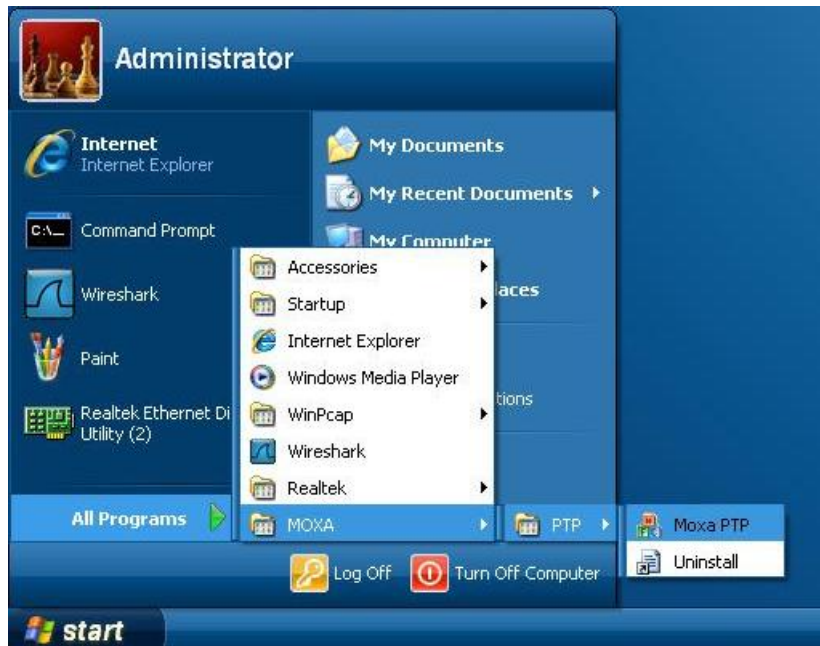 Administrator
Internet
Internet Explorer
Command Prompt
Wireshark
Paint
Realtek Ethernet Di
Utility (2)
All Programs
My Documents
My Recent Documents
My Computer
aces
tions
Accessories
Startup
Internet Explorer
Windows Media Player
WinPcap
Wireshark
Realtek
MOXA
PTP
Moxa PTP
Uninstall
Log Off
Turn Off Computer
start